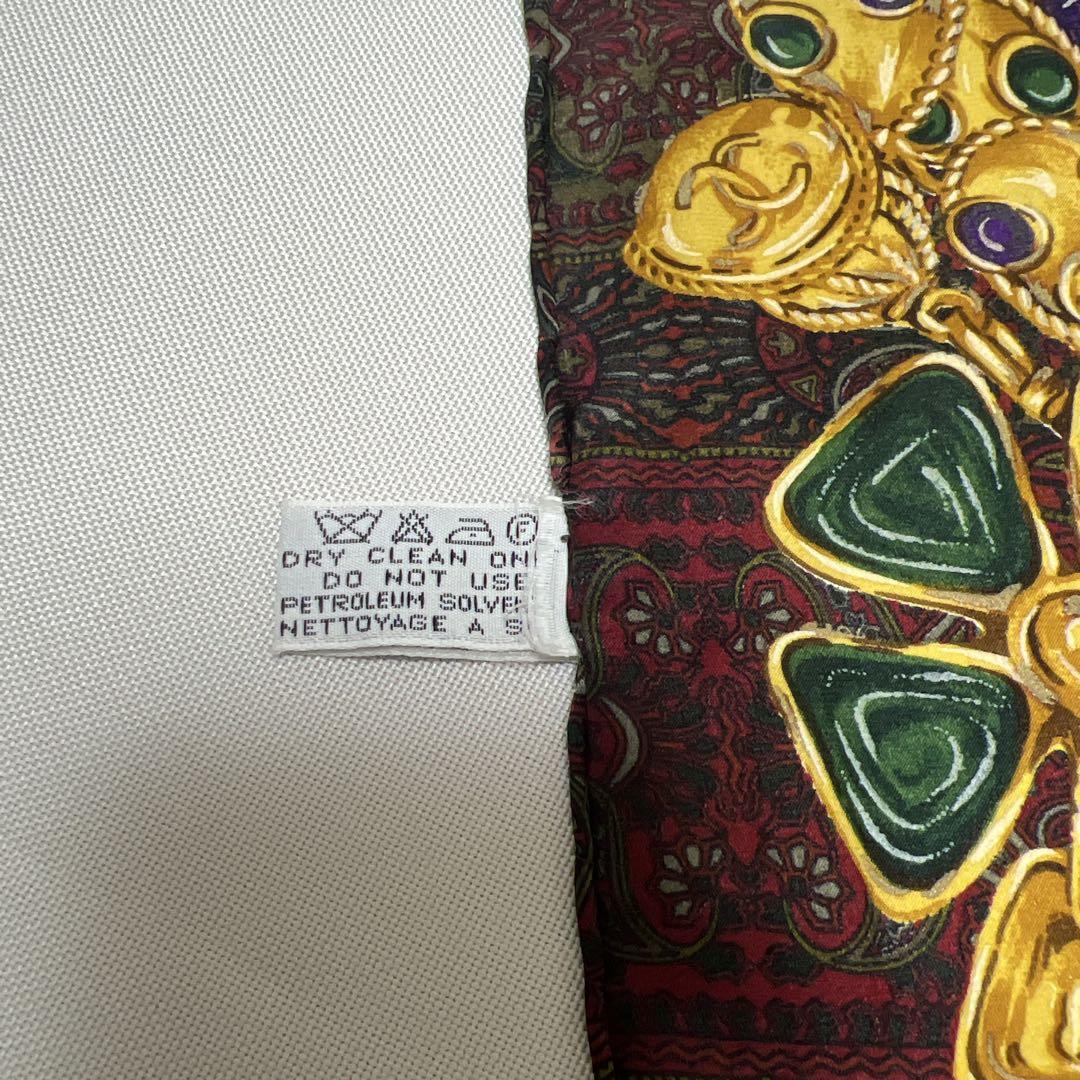 F
DRY CLEAN ON
DO NOT USE
PETROLEUM SOLVE
NETTOYAGE A S